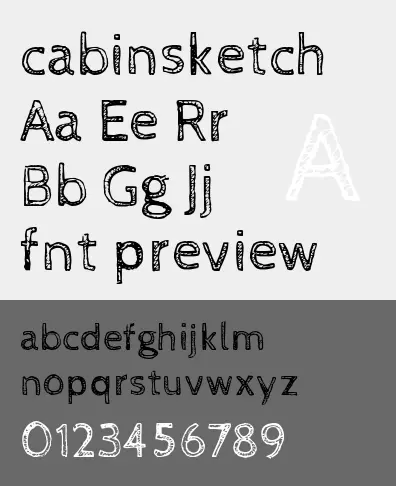 cabinsketch
Aa Ee Rr
A
Bb Gg Jj
fnt preview
abcdefghijklm
nopqrstuvwxyz
0123456789